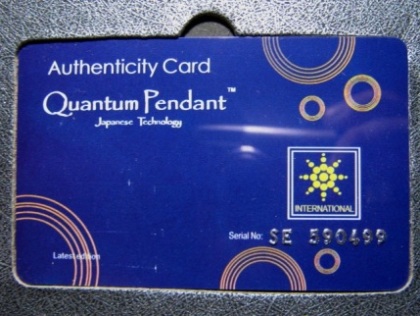 Authenticity Card
Quantum Pendant™
Japanese Technology
INTERNATIONAL
Serial No: SE 590499
Latest edition